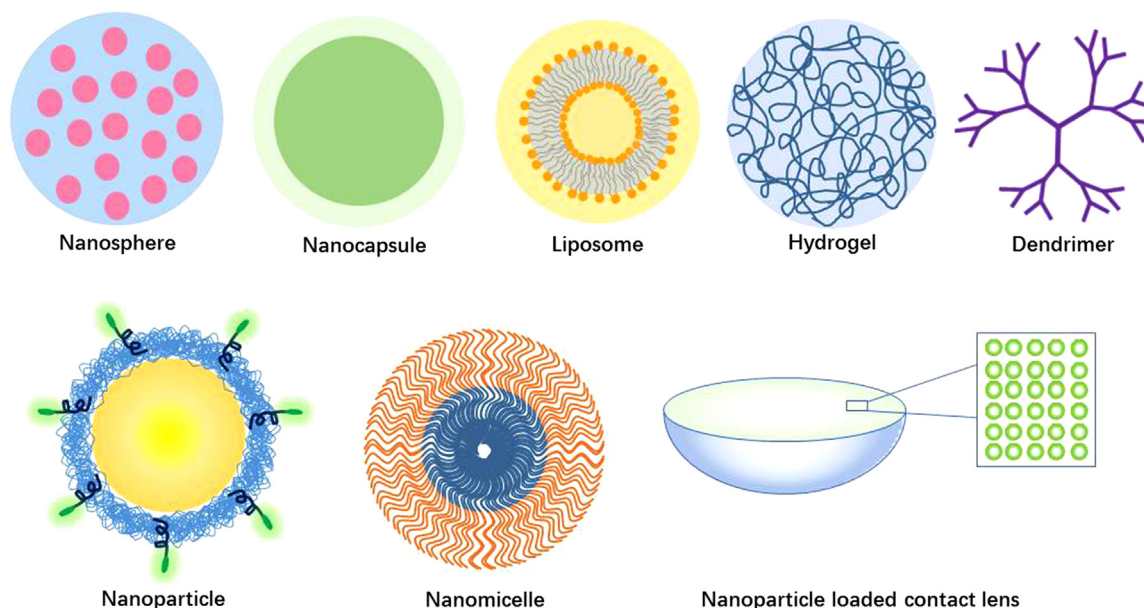 Nanosphere
Nanocapsule
Liposome
Hydrogel
Dendrimer
Nanoparticle
Nanomicelle
Nanoparticle loaded contact lens